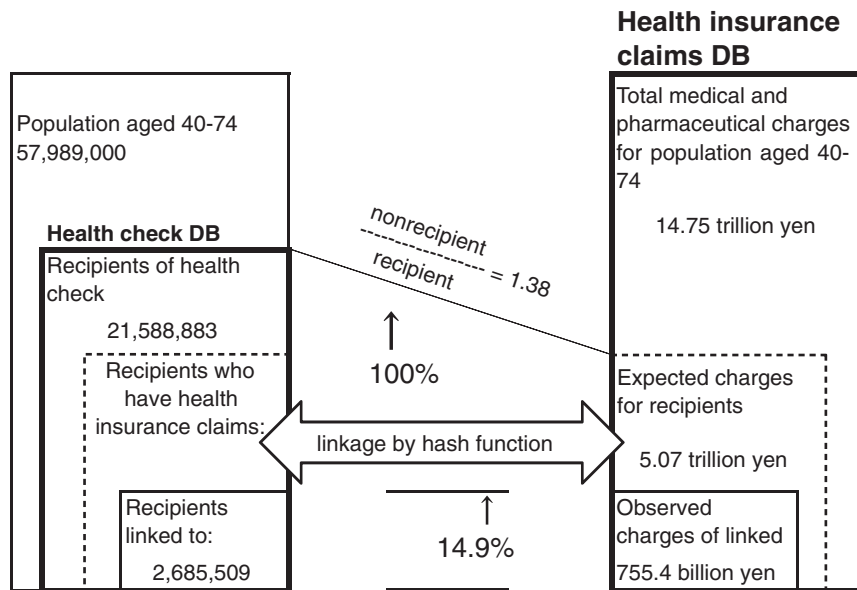 Health insurance
claims DB
Population aged 40-74
57,989,000
Total medical and
pharmaceutical charges
for population aged 40-
74
14.75 trillion yen
Health check DB
Recipients of health
check
21,588,883
nonrecipient
recipient
= 1.38
100%
Recipients who
have health
insurance claims:
Expected charges
for recipients
5.07 trillion yen
linkage by hash function
Recipients
linked to:
2,685,509
14.9%
Observed
charges of linked
755.4 billion yen